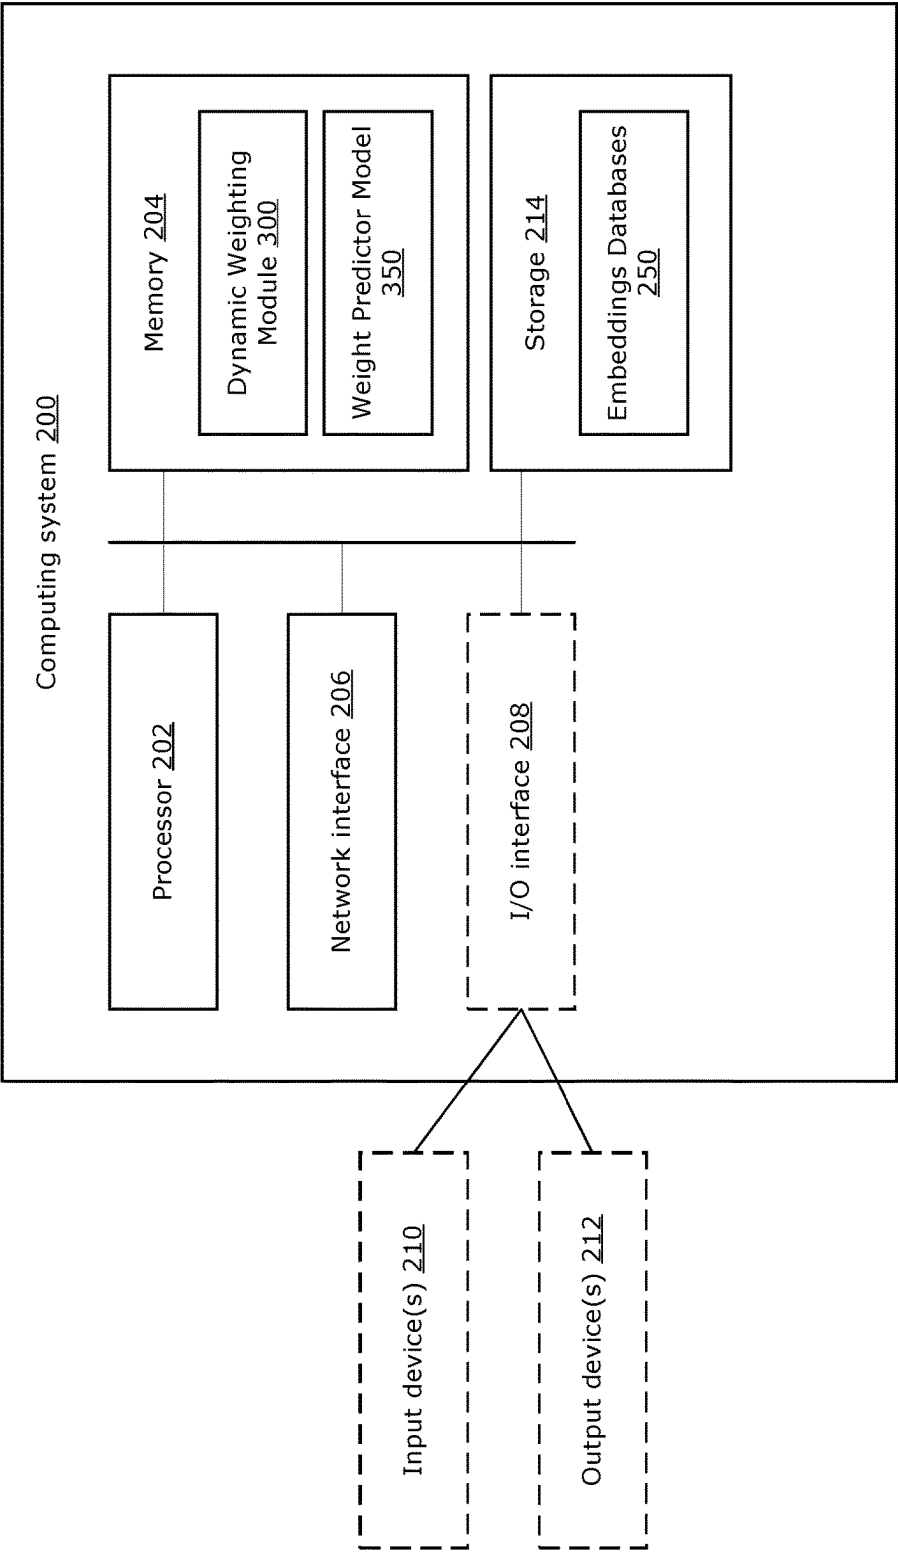 Computing system 200
Processor 202
Memory 204
Dynamic Weighting
Module 300
Weight Predictor Model
350
Network interface 206
I/O interface 208
Storage 214
Embeddings Databases
250
Input device(s) 210
Output device(s) 212